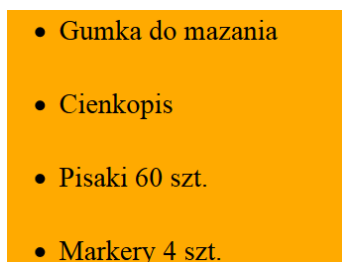 • Gumka do mazania
• Cienkopis
• Pisaki 60 szt.
• Markery 4 szt.